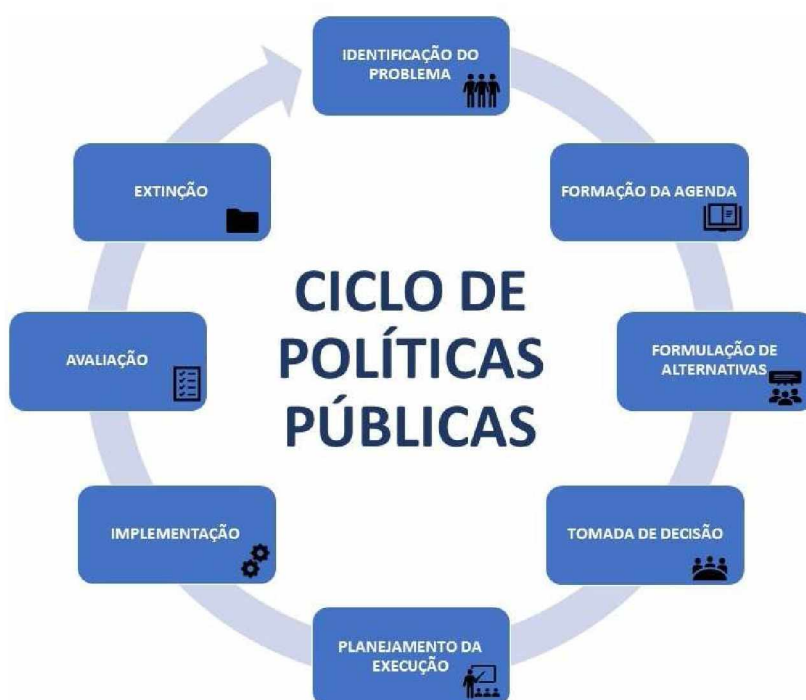 IDENTIFICAÇÃO DO
PROBLEMA
FORMAÇÃO DA AGENDA
FORMULAÇÃO DE
ALTERNATIVAS
TOMADA DE DECISÃO
PLANEJAMENTO DA
EXECUÇÃO
IMPLEMENTAÇÃO
AVALIAÇÃO
EXTINÇÃO
CICLO DE
POLÍTICAS
PÚBLICAS